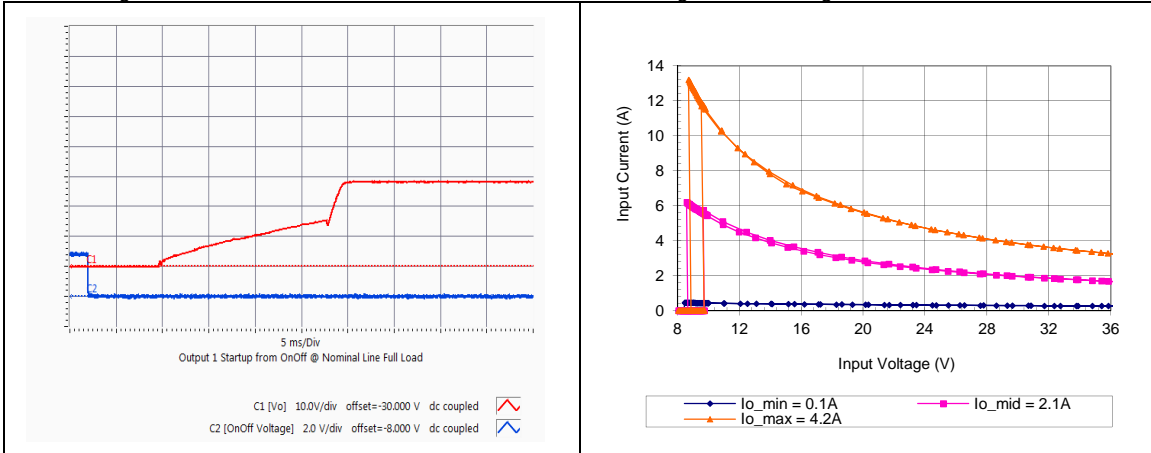 C1
C2
5 ms/Div
Output 1 Startup from OnOff @ Nominal Line Full Load
C1 [Vo] 10.0V/div offset=-30.000 V dc coupled
C2 [OnOff Voltage] 2.0 V/div offset=-8.000 V dc coupled
14
12
10
8
6
4
2
0
Input Current (A)
8 12 16 20 24 28 32 36
Input Voltage (V)
Io_min = 0.1A Io_mid = 2.1A
Io_max = 4.2A